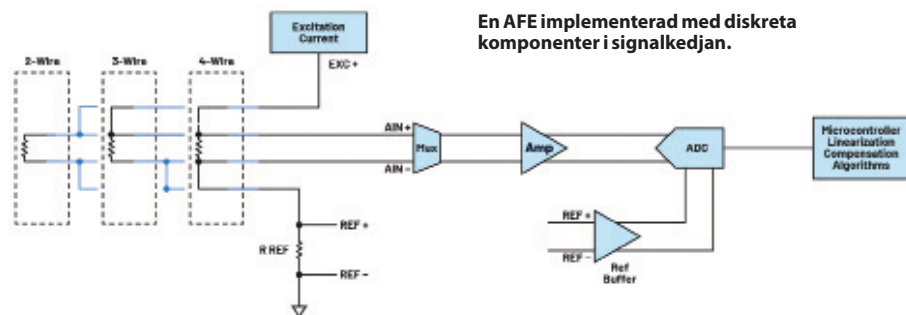 En AFE implementerad med diskreta
komponenter i signalkedjan.
Excitation
Current
EXC +
2-Wire
3-Wire
4-Wire
AIN +
AIN −
Mux
Amp
ADC
Microcontroller
Linearization
Compensation
Algorithms
REF +
R REF
REF −
REF +
REF −
Ref
Buffer